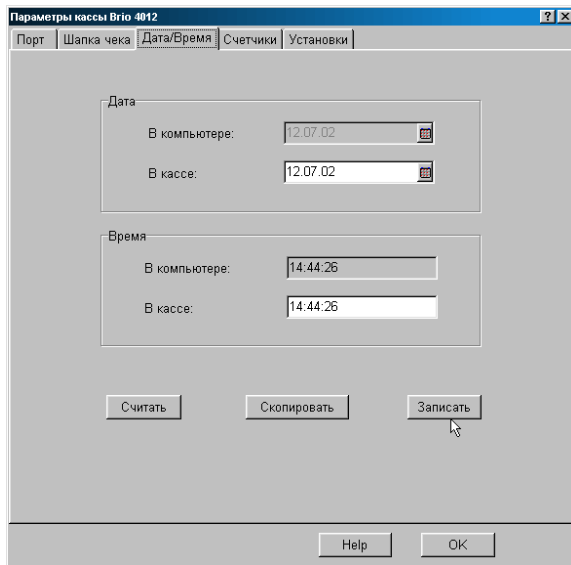 Параметры кассы Brio 4012
Порт Шапка чека Дата/Время Счетчики Установки
Дата
В компьютере: 12.07.02
В кассе: 12.07.02
Время
В компьютере: 14:44:26
В кассе: 14:44:26
Считать Скопировать Записать
Help OK